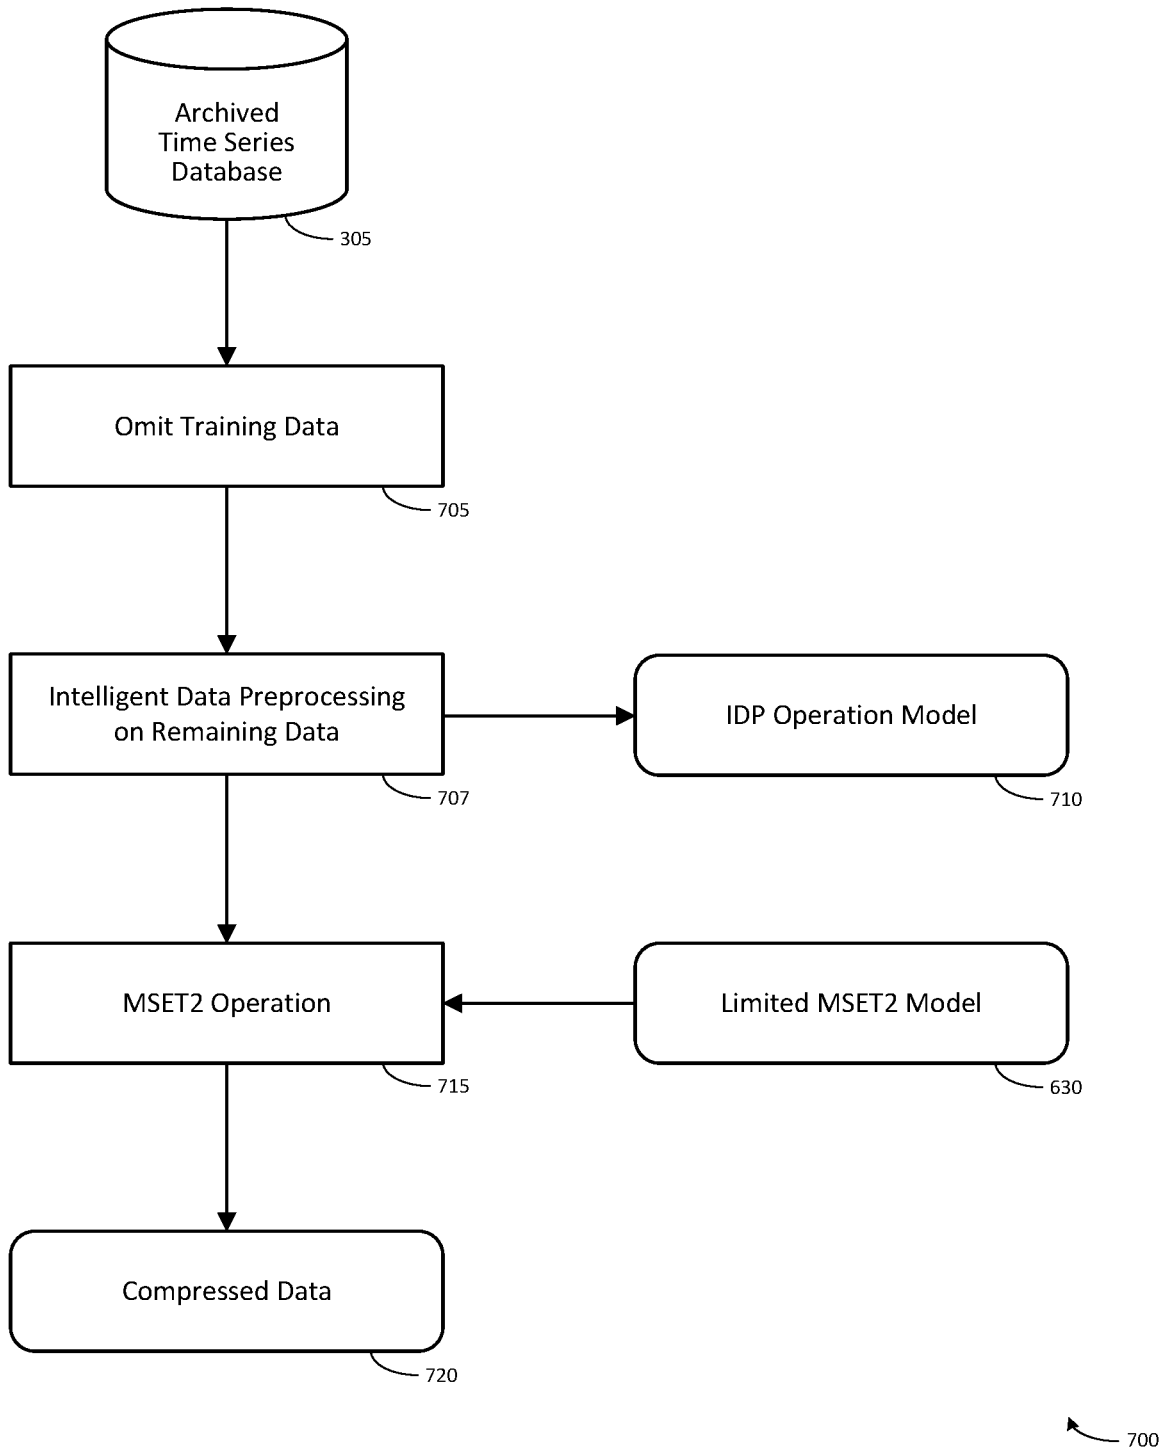 Archived
Time Series
Database
305
Omit Training Data
705
Intelligent Data Preprocessing
on Remaining Data
707
IDP Operation Model
710
MSET2 Operation
715
Limited MSET2 Model
630
Compressed Data
720
700